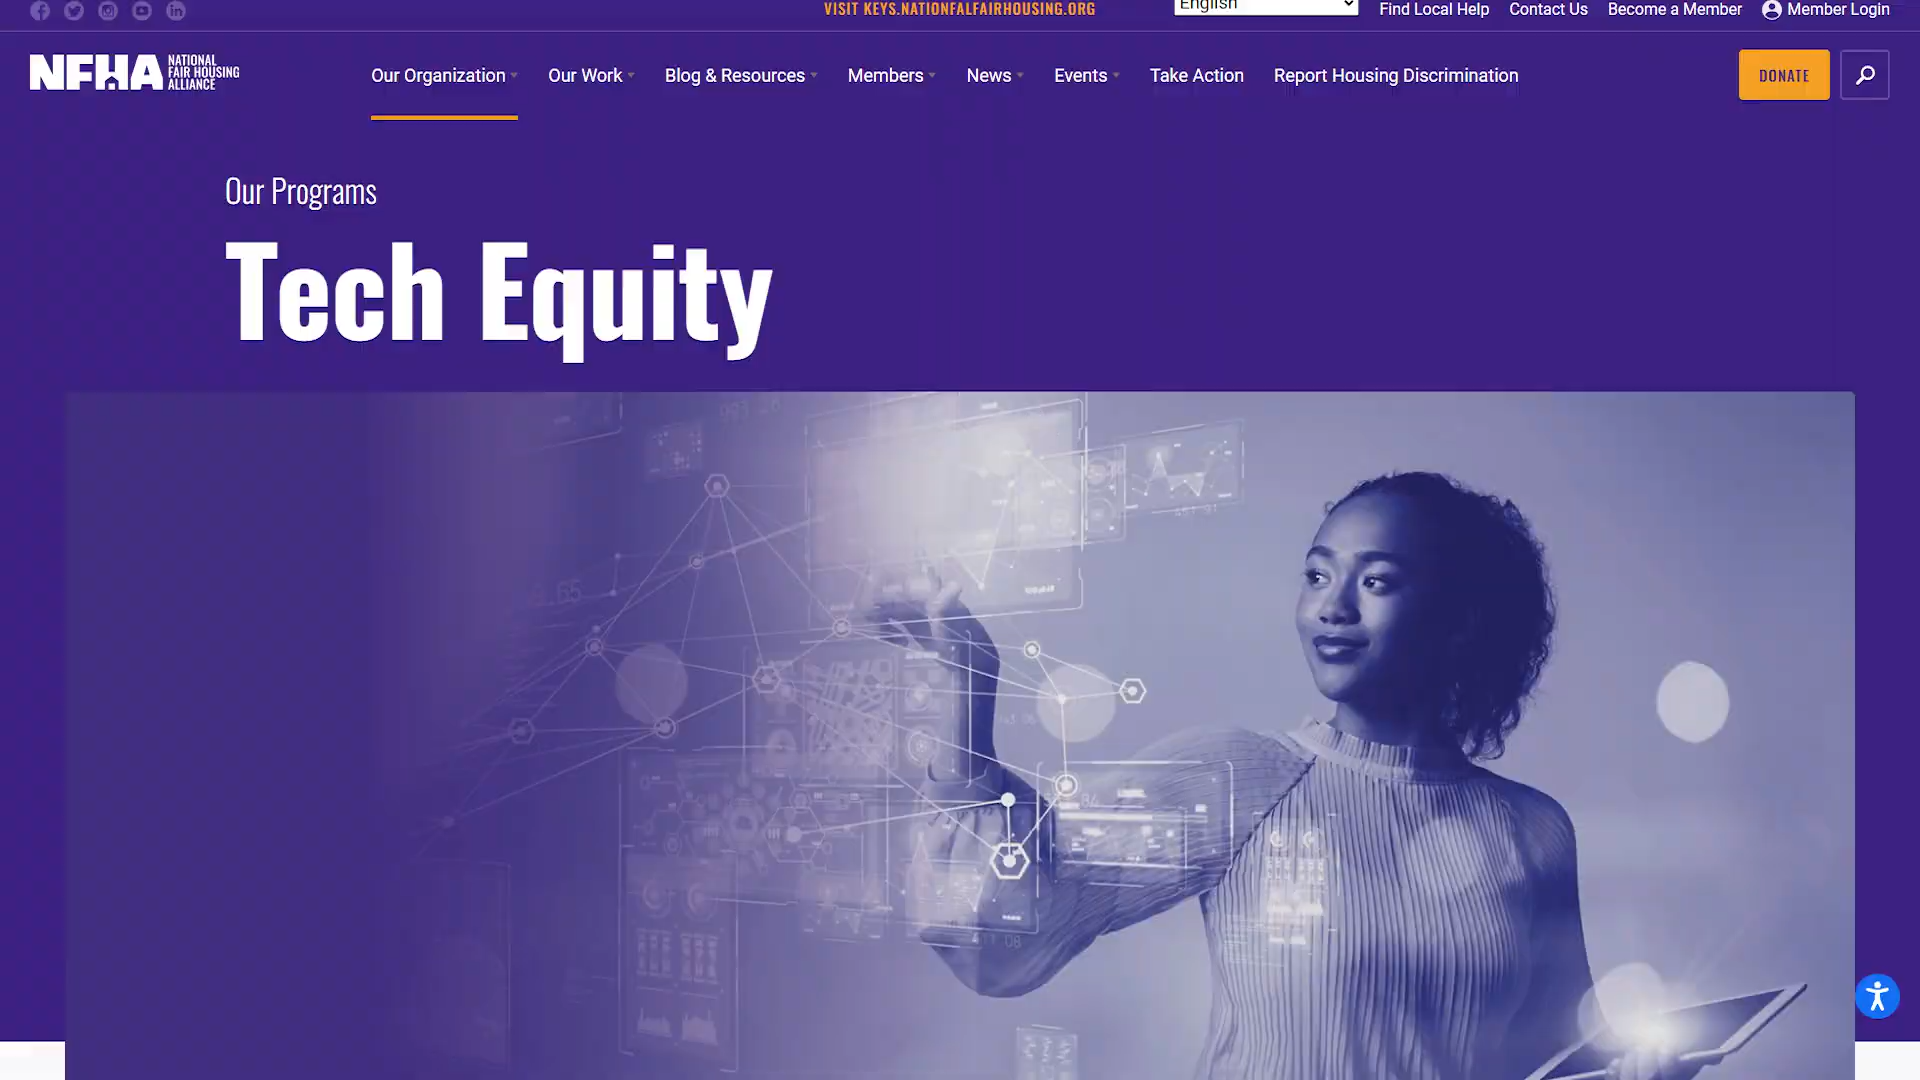 VISIT KEYS.NATIONFALFAIRHOUSING.ORG
English
Find Local Help
Contact Us
Become a Member
Member Login
NFHA NATIONAL
FAIR HOUSING
ALLIANCE
Our Organization
Our Work
Blog & Resources
Members
News
Events
Take Action
Report Housing Discrimination
DONATE
Our Programs
Tech Equity